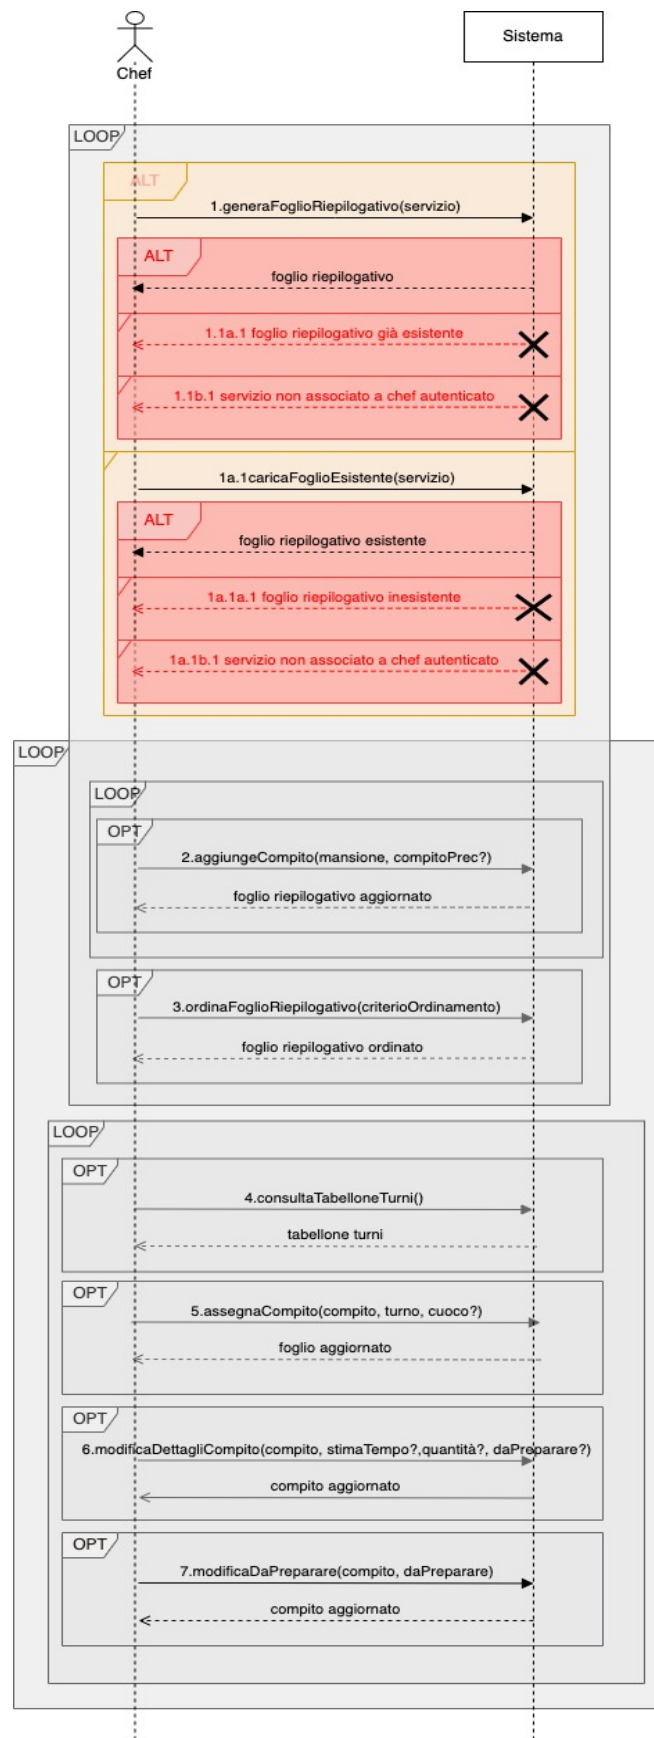 Sistema
Chef
LOOP
ALT
1.generaFoglioRiepilogativo(servizio)
ALT
foglio riepilogativo
1.1a.1 foglio riepilogativo già esistente
1.1b.1 servizio non associato a chef autenticato
1a.1caricaFoglioEsistente(servizio)
ALT
foglio riepilogativo esistente
1a.1a.1 foglio riepilogativo inesistente
1a.1b.1 servizio non associato a chef autenticato
LOOP
LOOP
OPT
2.aggiungeCompito(mansione, compitoPrec?)
foglio riepilogativo aggiornato
OPT
3.ordinaFoglioRiepilogativo(criterioOrdinamento)
foglio riepilogativo ordinato
LOOP
OPT
4.consultaTabelloneTurni()
tabellone turni
OPT
5.assegnaCompito(compito, turno, cuoco?)
foglio aggiornato
OPT
6.modificaDettagliCompito(compito, stimaTempo?,quantità?, daPreparare?)
compito aggiornato
OPT
7.modificaDaPreparare(compito, daPreparare)
compito aggiornato